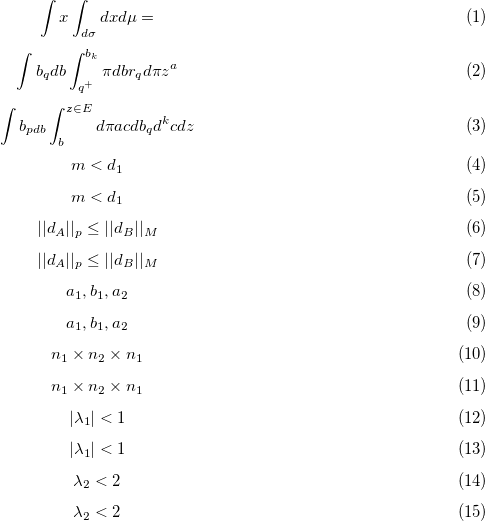 ∫ x ∫_{dσ} dxdμ = (1)
∫ b_q db ∫_{q^+}^{b_k} πdbr_q dπz^a (2)
∫ b_{pdb} ∫_b^{z∈E} dπacdb_q d^k cdz (3)
m < d_1 (4)
m < d_1 (5)
||d_A||_p ≤ ||d_B||_M (6)
||d_A||_p ≤ ||d_B||_M (7)
a_1, b_1, a_2 (8)
a_1, b_1, a_2 (9)
n_1 × n_2 × n_1 (10)
n_1 × n_2 × n_1 (11)
|λ_1| < 1 (12)
|λ_1| < 1 (13)
λ_2 < 2 (14)
λ_2 < 2 (15)